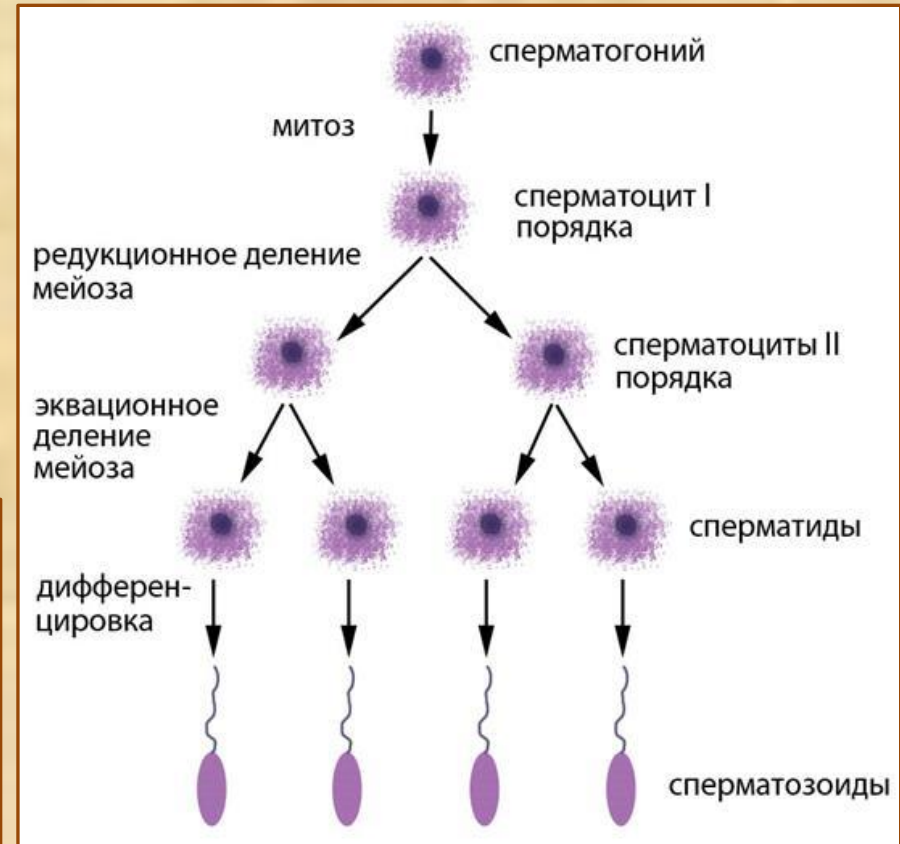 сперматогоний
митоз
сперматоцит I
порядка
редукционное деление
мейоза
сперматоциты II
порядка
эквационное
деление
мейоза
сперматиды
дифферен-
цировка
сперматозоиды